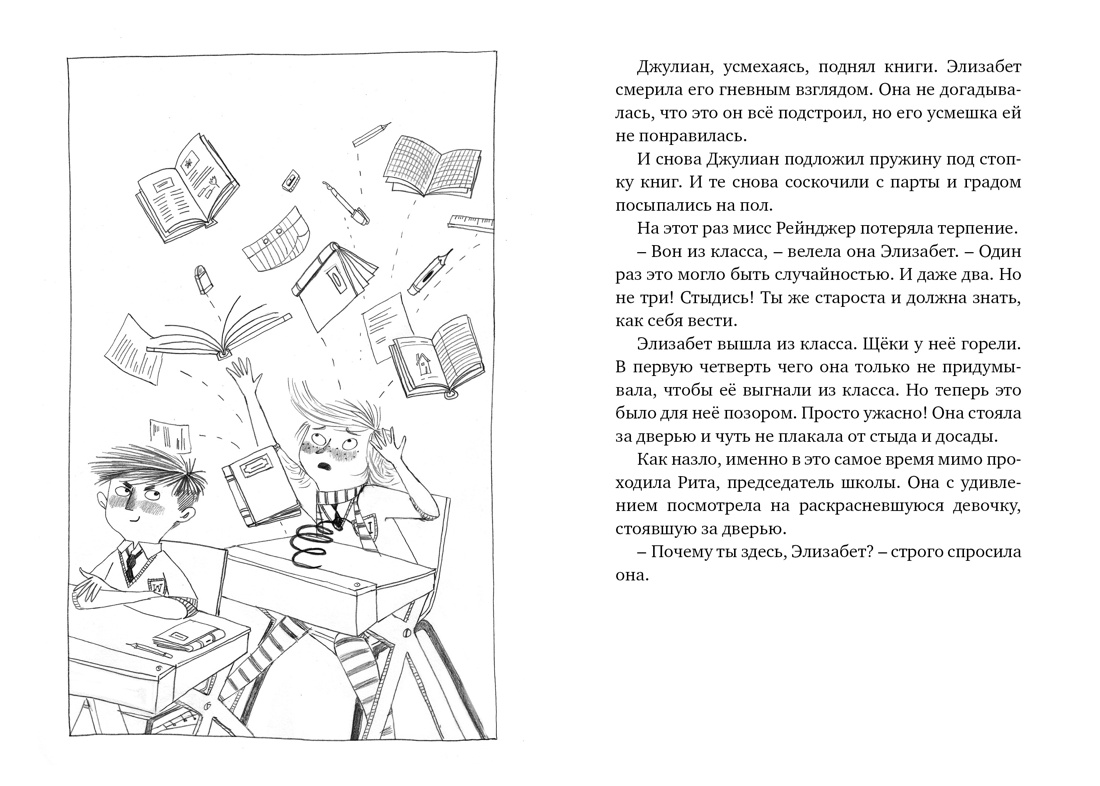 W
Джулиан, усмехаясь, поднял книги. Элизабет
смерила его гневным взглядом. Она не догадыва-
лась, что это он всё подстроил, но его усмешка ей
не понравилась.
И снова Джулиан подложил пружину под стоп-
ку книг. И те снова соскочили с парты и градом
посыпались на пол.
На этот раз мисс Рейнджер потеряла терпение.
– Вон из класса, – велела она Элизабет. – Один
раз это могло быть случайностью. И даже два. Но
не три! Стыдись! Ты же староста и должна знать,
как себя вести.
Элизабет вышла из класса. Щёки у неё горели.
В первую четверть чего она только не придумы-
вала, чтобы её выгнали из класса. Но теперь это
было для неё позором. Просто ужасно! Она стояла
за дверью и чуть не плакала от стыда и досады.
Как назло, именно в это самое время мимо про-
ходила Рита, председатель школы. Она с удивле-
нием посмотрела на раскрасневшуюся девочку,
стоявшую за дверью.
– Почему ты здесь, Элизабет? – строго спросила
она.